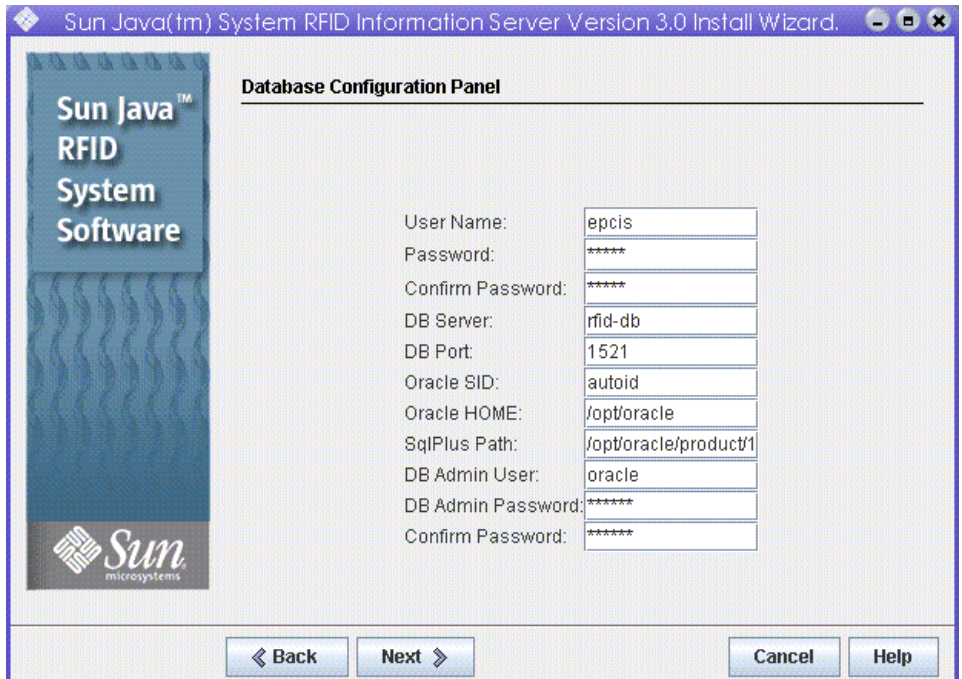 Sun Java(tm) System RFID Information Server Version 3.0 Install Wizard.
Sun Java™
RFID
System
Software
Sun
microsystems
Database Configuration Panel
User Name: epcis
Password: *****
Confirm Password: *****
DB Server: rfid-db
DB Port: 1521
Oracle SID: autoid
Oracle HOME: /opt/oracle
SqlPlus Path: /opt/oracle/product/1
DB Admin User: oracle
DB Admin Password: ******
Confirm Password: ******
Back Next Cancel Help